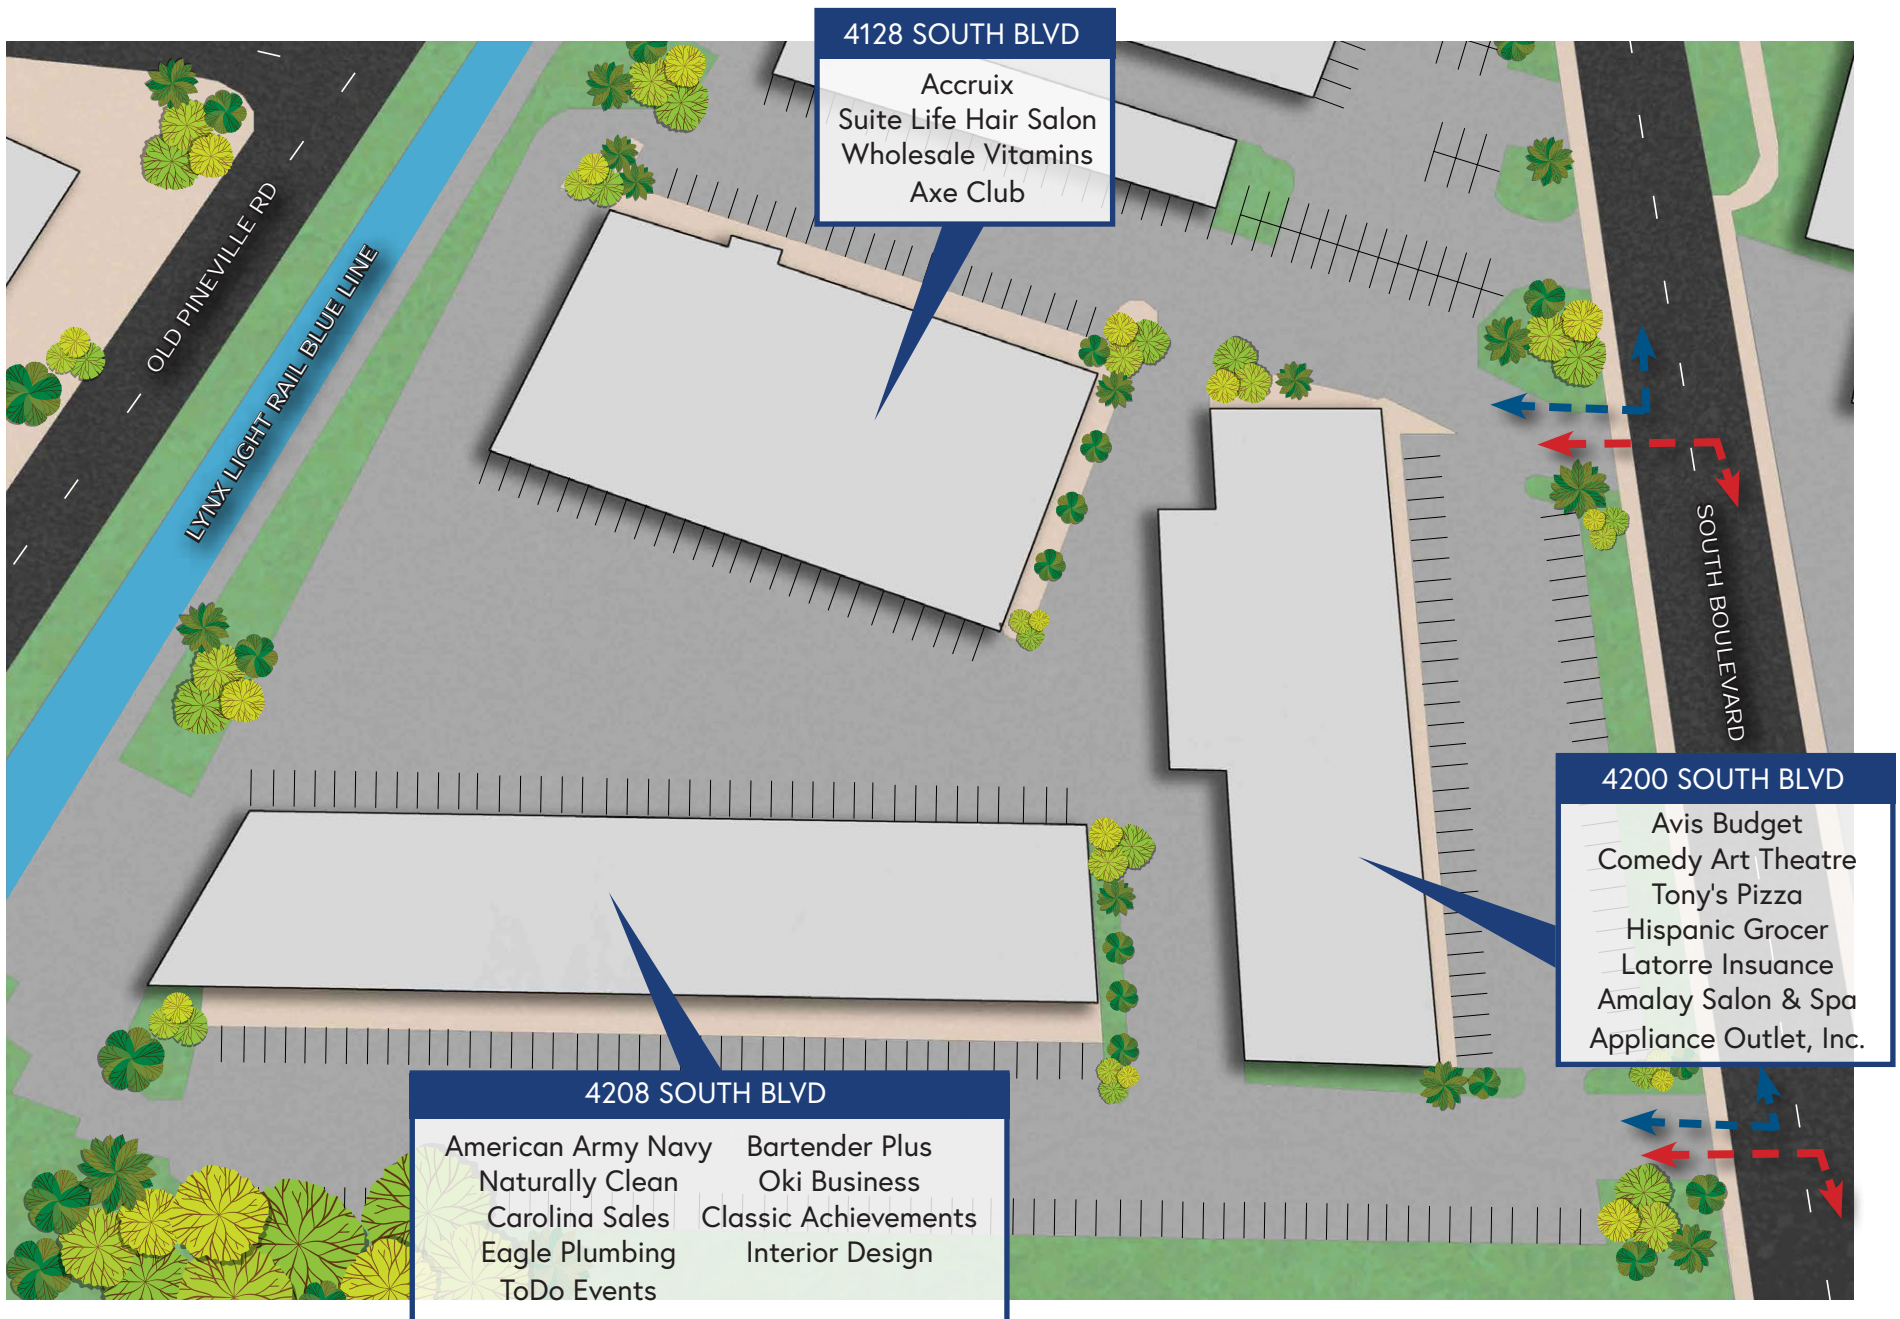 4128 SOUTH BLVD
Accruix
Suite Life Hair Salon
Wholesale Vitamins
Axe Club
OLD PINEVILLE RD
LYNX LIGHT RAIL BLUE LINE
SOUTH BOULEVARD
4200 SOUTH BLVD
Avis Budget
Comedy Art Theatre
Tony's Pizza
Hispanic Grocer
Latorre Insuance
Amalay Salon & Spa
Appliance Outlet, Inc.
4208 SOUTH BLVD
American Army Navy
Naturally Clean
Carolina Sales
Eagle Plumbing
ToDo Events
Bartender Plus
Oki Business
Classic Achievements
Interior Design